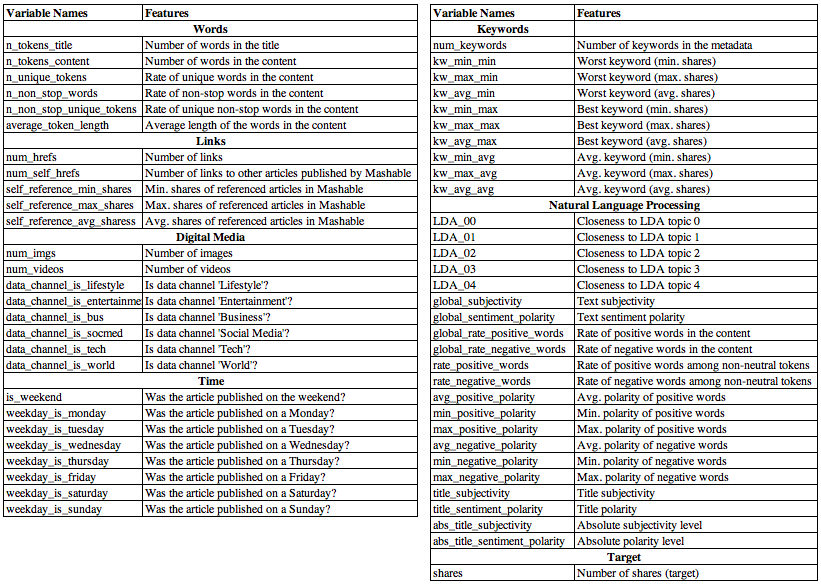 Variable Names Features
Words
n_tokens_title Number of words in the title
n_tokens_content Number of words in the content
n_unique_tokens Rate of unique words in the content
n_non_stop_words Rate of non-stop words in the content
n_non_stop_unique_tokens Rate of unique non-stop words in the content
average_token_length Average length of the words in the content
Links
num_hrefs Number of links
num_self_hrefs Number of links to other articles published by Mashable
self_reference_min_shares Min. shares of referenced articles in Mashable
self_reference_max_shares Max. shares of referenced articles in Mashable
self_reference_avg_sharess Avg. shares of referenced articles in Mashable
Digital Media
num_imgs Number of images
num_videos Number of videos
data_channel_is_lifestyle Is data channel 'Lifestyle'?
data_channel_is_entertainme Is data channel 'Entertainment'?
data_channel_is_bus Is data channel 'Business'?
data_channel_is_socmed Is data channel 'Social Media'?
data_channel_is_tech Is data channel 'Tech'?
data_channel_is_world Is data channel 'World'?
Time
is_weekend Was the article published on the weekend?
weekday_is_monday Was the article published on a Monday?
weekday_is_tuesday Was the article published on a Tuesday?
weekday_is_wednesday Was the article published on a Wednesday?
weekday_is_thursday Was the article published on a Thursday?
weekday_is_friday Was the article published on a Friday?
weekday_is_saturday Was the article published on a Saturday?
weekday_is_sunday Was the article published on a Sunday?
Variable Names Features
Keywords
num_keywords Number of keywords in the metadata
kw_min_min Worst keyword (min. shares)
kw_max_min Worst keyword (max. shares)
kw_avg_min Worst keyword (avg. shares)
kw_min_max Best keyword (min. shares)
kw_max_max Best keyword (max. shares)
kw_avg_max Best keyword (avg. shares)
kw_min_avg Avg. keyword (min. shares)
kw_max_avg Avg. keyword (max. shares)
kw_avg_avg Avg. keyword (avg. shares)
Natural Language Processing
LDA_00 Closeness to LDA topic 0
LDA_01 Closeness to LDA topic 1
LDA_02 Closeness to LDA topic 2
LDA_03 Closeness to LDA topic 3
LDA_04 Closeness to LDA topic 4
global_subjectivity Text subjectivity
global_sentiment_polarity Text sentiment polarity
global_rate_positive_words Rate of positive words in the content
global_rate_negative_words Rate of negative words in the content
rate_positive_words Rate of positive words among non-neutral tokens
rate_negative_words Rate of negative words among non-neutral tokens
avg_positive_polarity Avg. polarity of positive words
min_positive_polarity Min. polarity of positive words
max_positive_polarity Max. polarity of positive words
avg_negative_polarity Avg. polarity of negative words
min_negative_polarity Min. polarity of negative words
max_negative_polarity Max. polarity of negative words
title_subjectivity Title subjectivity
title_sentiment_polarity Title polarity
abs_title_subjectivity Absolute subjectivity level
abs_title_sentiment_polarity Absolute polarity level
Target
shares Number of shares (target)